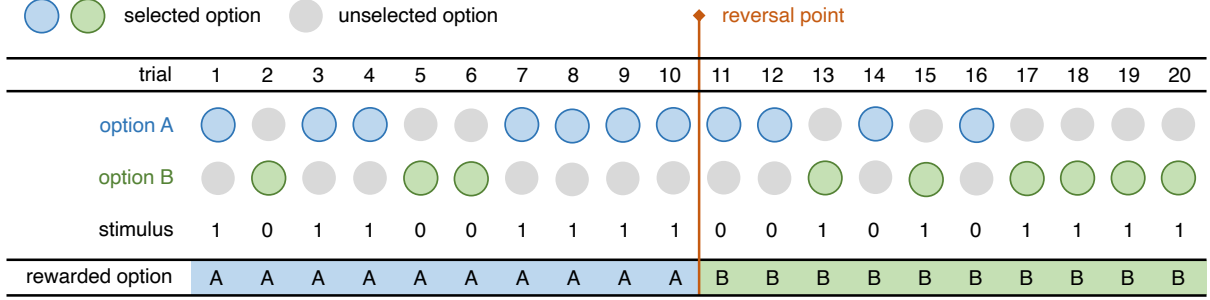 selected option unselected option reversal point
trial 1 2 3 4 5 6 7 8 9 10 11 12 13 14 15 16 17 18 19 20
option A
option B
stimulus 1 0 1 1 0 0 1 1 1 1 0 0 1 0 1 0 1 1 1 1
rewarded option A A A A A A A A A A B B B B B B B B B B